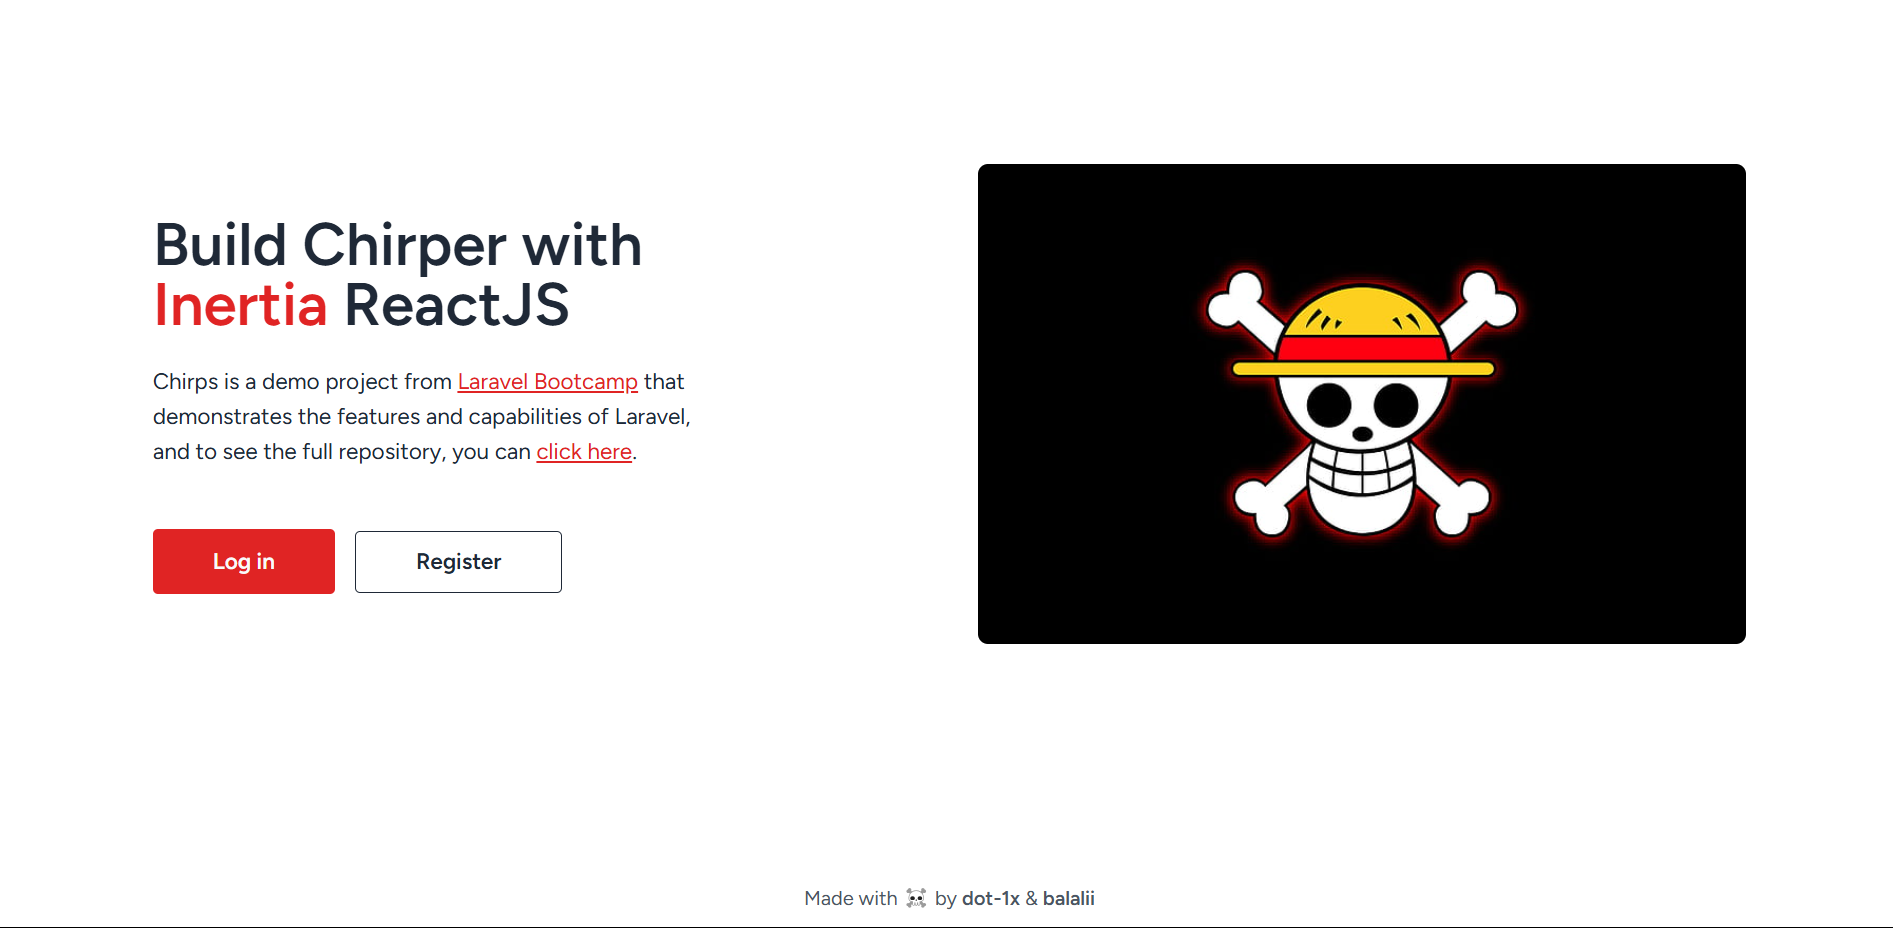 Build Chirper with
Inertia ReactJS
Chirps is a demo project from Laravel Bootcamp that
demonstrates the features and capabilities of Laravel,
and to see the full repository, you can click here.
Log in
Register
Made with ☠️ by dot-1x & balalii